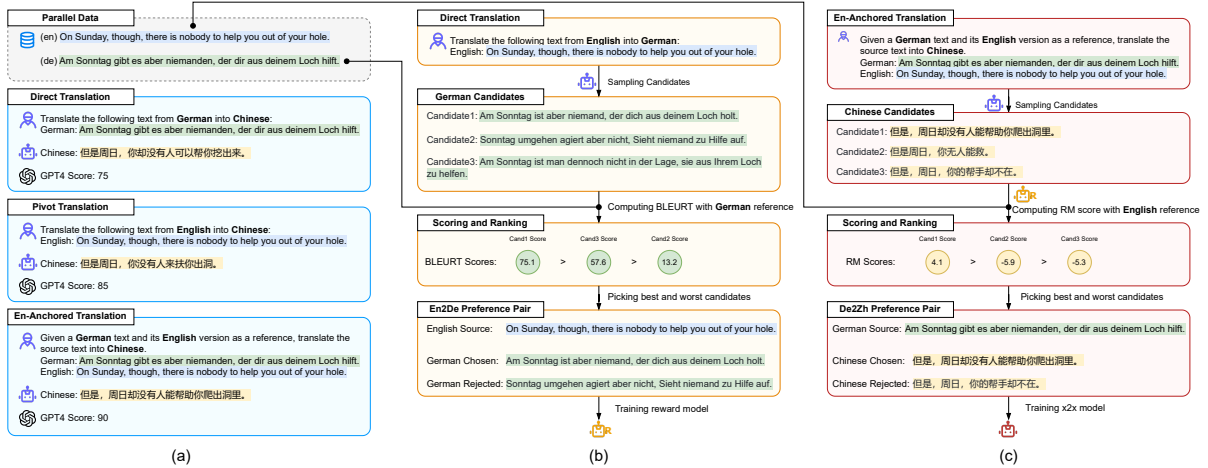 Parallel Data
(en) On Sunday, though, there is nobody to help you out of your hole.
(de) Am Sonntag gibt es aber niemanden, der dir aus deinem Loch hilft.
Direct Translation
Translate the following text from German into Chinese:
German: Am Sonntag gibt es aber niemanden, der dir aus deinem Loch hilft.
Chinese: 但是周日，你却没有人可以帮你挖出来。
GPT4 Score: 75
Pivot Translation
Translate the following text from English into Chinese:
English: On Sunday, though, there is nobody to help you out of your hole.
Chinese: 但是周日，你没有人来扶你出洞。
GPT4 Score: 85
En-Anchored Translation
Given a German text and its English version as a reference, translate the
source text into Chinese.
German: Am Sonntag gibt es aber niemanden, der dir aus deinem Loch hilft.
English: On Sunday, though, there is nobody to help you out of your hole.
Chinese: 但是，周日却没有人能帮助你爬出洞里。
GPT4 Score: 90
(a)
Direct Translation
Translate the following text from English into German:
English: On Sunday, though, there is nobody to help you out of your hole.
Sampling Candidates
German Candidates
Candidate1: Am Sonntag ist aber niemand, der dich aus deinem Loch holt.
Candidate2: Sonntag umgehen agiert aber nicht, Sieht niemand zu Hilfe auf.
Candidate3: Am Sonntag ist man dennoch nicht in der Lage, sie aus Ihrem Loch
zu helfen.
Computing BLEURT with German reference
Scoring and Ranking
Cand1 Score Cand3 Score Cand2 Score
BLEURT Scores: 75.1 > 57.6 > 13.2
Picking best and worst candidates
En2De Preference Pair
English Source: On Sunday, though, there is nobody to help you out of your hole.
German Chosen: Am Sonntag ist aber niemand, der dich aus deinem Loch holt.
German Rejected: Sonntag umgehen agiert aber nicht, Sieht niemand zu Hilfe auf.
Training reward model
R
(b)
En-Anchored Translation
Given a German text and its English version as a reference, translate the
source text into Chinese.
German: Am Sonntag gibt es aber niemanden, der dir aus deinem Loch hilft.
English: On Sunday, though, there is nobody to help you out of your hole.
Sampling Candidates
Chinese Candidates
Candidate1: 但是，周日却没有人能帮助你爬出洞里。
Candidate2: 但是周日，你无人能救。
Candidate3: 但是，周日，你的帮手却不在。
R
Computing RM score with English reference
Scoring and Ranking
Cand1 Score Cand2 Score Cand3 Score
RM Scores: 4.1 > -5.9 > -5.3
Picking best and worst candidates
De2Zh Preference Pair
German Source: Am Sonntag gibt es aber niemanden, der dir aus deinem Loch hilft.
Chinese Chosen: 但是，周日却没有人能帮助你爬出洞里。
Chinese Rejected: 但是，周日，你的帮手却不在。
Training x2x model
(c)